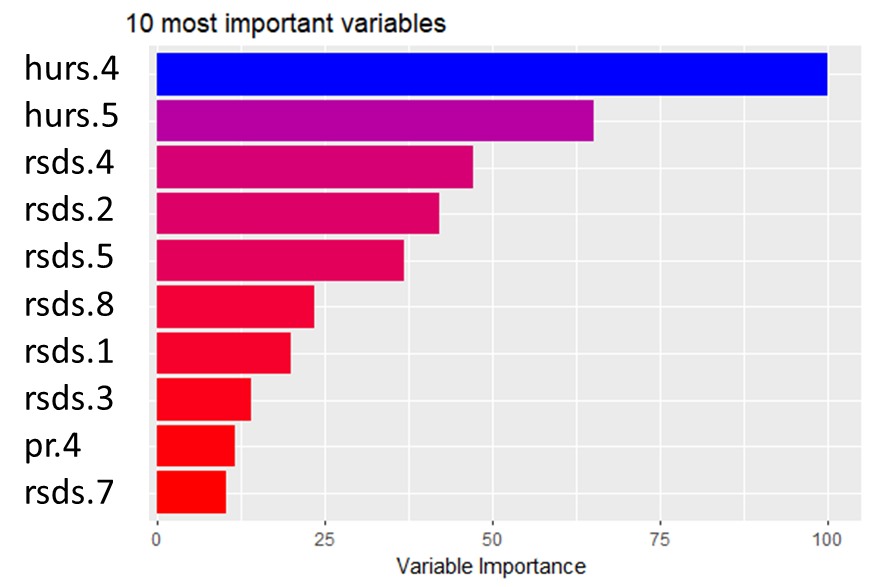 10 most important variables
hurs.4
hurs.5
rsds.4
rsds.2
rsds.5
rsds.8
rsds.1
rsds.3
pr.4
rsds.7
0 25 50 75 100
Variable Importance